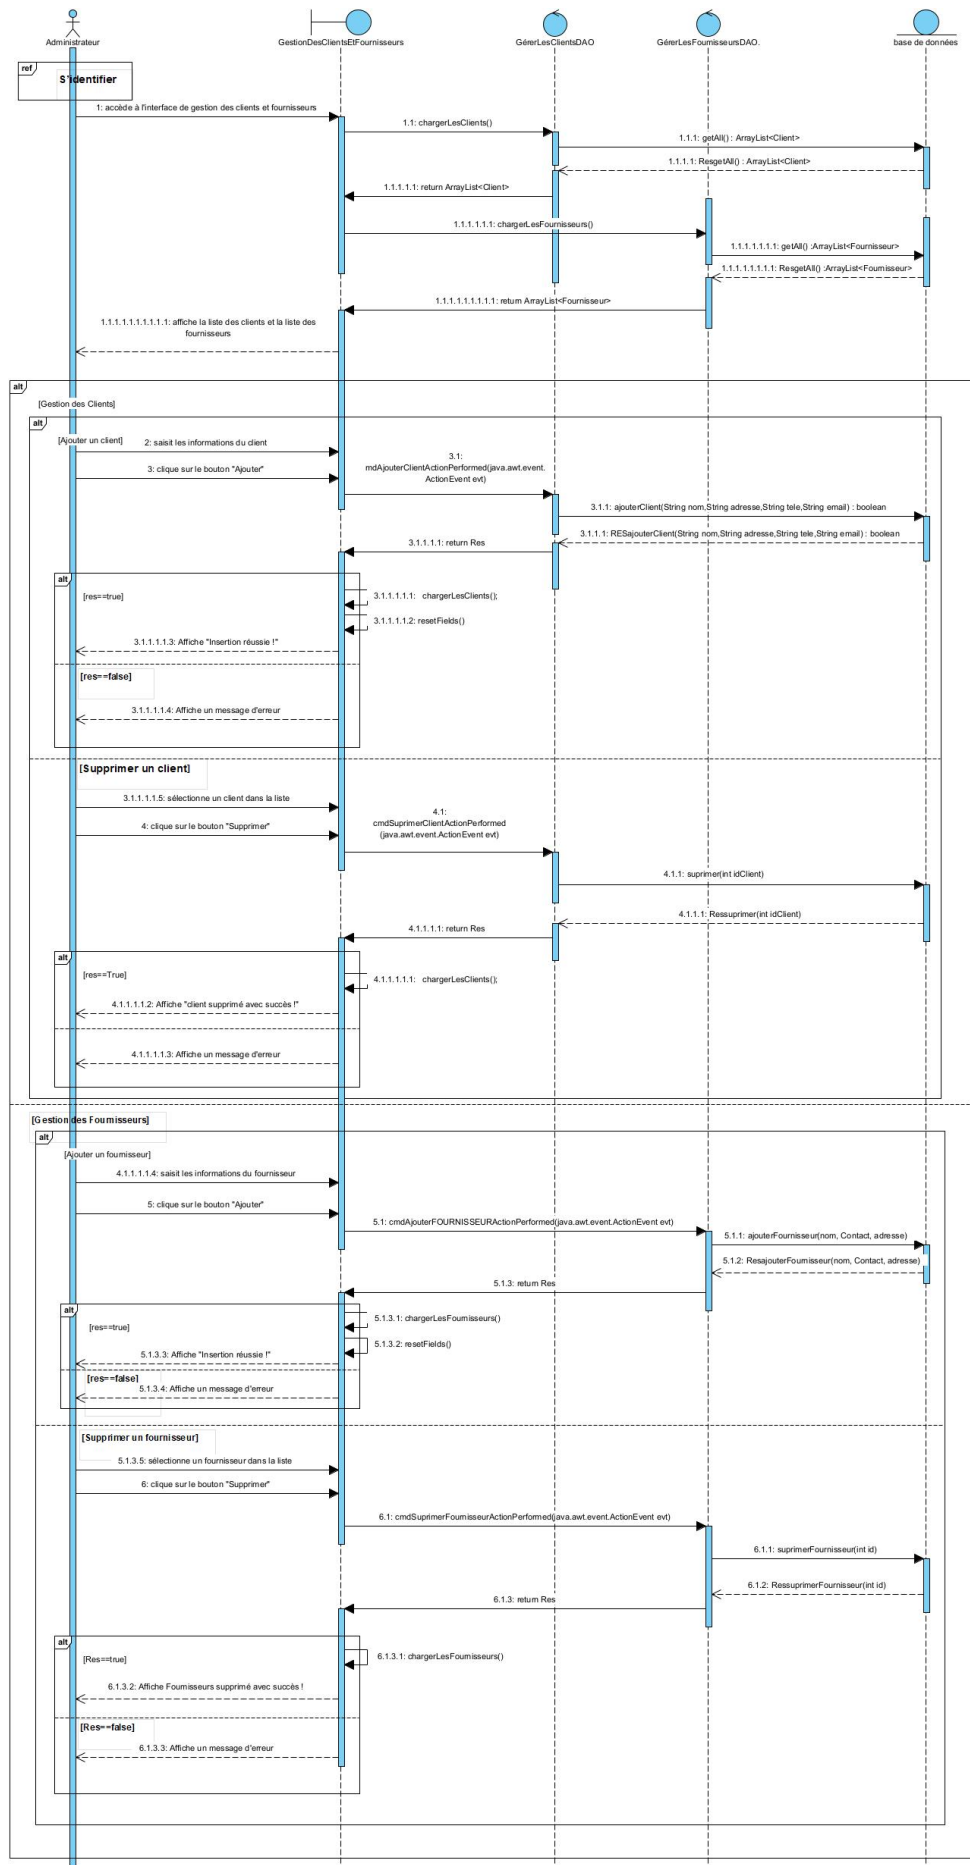 Administrateur
GestionDesClientsEtFournisseurs
GérerLesClientsDAO
GérerLesFournisseursDAO.
base de données
ref
S'identifier
1: accède à l'interface de gestion des clients et fournisseurs
1.1: chargerLesClients()
1.1.1: getAll() : ArrayList<Client>
1.1.1.1: ResgetAll() : ArrayList<Client>
1.1.1.1.1: return ArrayList<Client>
1.1.1.1.1.1: chargerLesFournisseurs()
1.1.1.1.1.1.1: getAll() :ArrayList<Fournisseur>
1.1.1.1.1.1.1.1: ResgetAll() :ArrayList<Fournisseur>
1.1.1.1.1.1.1.1.1: return ArrayList<Fournisseur>
1.1.1.1.1.1.1.1.1.1: affiche la liste des clients et la liste des
fournisseurs
alt
[Gestion des Clients]
alt
[Ajouter un client]
2: saisit les informations du client
3: clique sur le bouton "Ajouter"
3.1:
mdAjouterClientActionPerformed(java.awt.event.
ActionEvent evt)
3.1.1: ajouterClient(String nom,String adresse,String tele,String email) : boolean
3.1.1.1: RESajouterClient(String nom,String adresse,String tele,String email) : boolean
3.1.1.1.1: return Res
alt
[res==true]
3.1.1.1.1.1: chargerLesClients();
3.1.1.1.1.2: resetFields()
3.1.1.1.1.3: Affiche "Insertion réussie !"
[res==false]
3.1.1.1.1.4: Affiche un message d'erreur
[Supprimer un client]
3.1.1.1.1.5: sélectionne un client dans la liste
4: clique sur le bouton "Supprimer"
4.1:
cmdSuprimerClientActionPerformed
(java.awt.event.ActionEvent evt)
4.1.1: suprimer(int idClient)
4.1.1.1: Ressuprimer(int idClient)
4.1.1.1.1: return Res
alt
[res==True]
4.1.1.1.1.1: chargerLesClients();
4.1.1.1.1.2: Affiche "client supprimé avec succès !"
4.1.1.1.1.3: Affiche un message d'erreur
[Gestion des Fournisseurs]
alt
[Ajouter un fournisseur]
4.1.1.1.1.4: saisit les informations du fournisseur
5: clique sur le bouton "Ajouter"
5.1: cmdAjouterFOURNISSEURActionPerformed(java.awt.event.ActionEvent evt)
5.1.1: ajouterFournisseur(nom, Contact, adresse)
5.1.2: ResajouterFournisseur(nom, Contact, adresse)
5.1.3: return Res
alt
[res==true]
5.1.3.1: chargerLesFournisseurs()
5.1.3.2: resetFields()
5.1.3.3: Affiche "Insertion réussie !"
[res==false]
5.1.3.4: Affiche un message d'erreur
[Supprimer un fournisseur]
5.1.3.5: sélectionne un fournisseur dans la liste
6: clique sur le bouton "Supprimer"
6.1: cmdSuprimerFournisseurActionPerformed(java.awt.event.ActionEvent evt)
6.1.1: suprimerFournisseur(int id)
6.1.2: RessuprimerFournisseur(int id)
6.1.3: return Res
alt
[Res==true]
6.1.3.1: chargerLesFournisseurs()
6.1.3.2: Affiche Fournisseurs supprimé avec succès !
[Res==false]
6.1.3.3: Affiche un message d'erreur